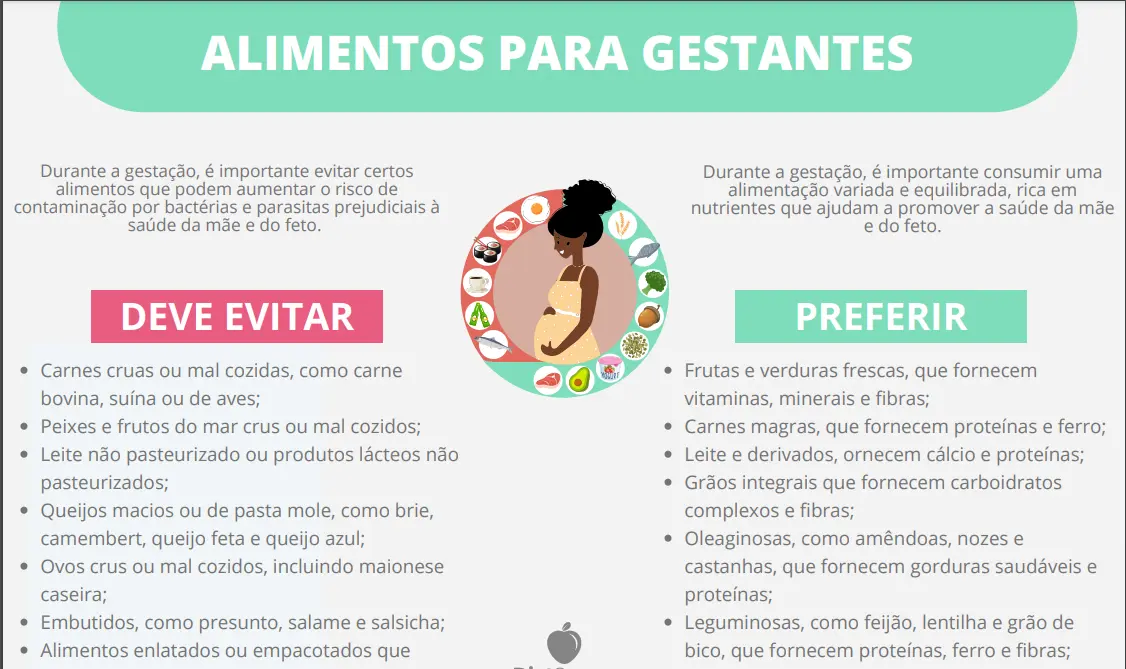 ALIMENTOS PARA GESTANTES
Durante a gestação, é importante evitar certos
alimentos que podem aumentar o risco de
contaminação por bactérias e parasitas prejudiciais à
saúde da mãe e do feto.
DEVE EVITAR
Carnes cruas ou mal cozidas, como carne
bovina, suína ou de aves;
Peixes e frutos do mar crus ou mal cozidos;
Leite não pasteurizado ou produtos lácteos não
pasteurizados;
Queijos macios ou de pasta mole, como brie,
camembert, queijo feta e queijo azul;
Ovos crus ou mal cozidos, incluindo maionese
caseira;
Embutidos, como presunto, salame e salsicha;
Alimentos enlatados ou empacotados que
Durante a gestação, é importante consumir uma
alimentação variada e equilibrada, rica em
nutrientes que ajudam a promover a saúde da mãe
e do feto.
PREFERIR
Frutas e verduras frescas, que fornecem
vitaminas, minerais e fibras;
Carnes magras, que fornecem proteínas e ferro;
Leite e derivados, ornecem cálcio e proteínas;
Grãos integrais que fornecem carboidratos
complexos e fibras;
Oleaginosas, como amêndoas, nozes e
castanhas, que fornecem gorduras saudáveis e
proteínas;
Leguminosas, como feijão, lentilha e grão de
bico, que fornecem proteínas, ferro e fibras;